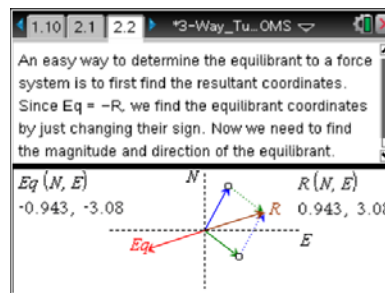 1.10 2.1 2.2 *3-Way_Tu…OMS
An easy way to determine the equilibrant to a force
system is to first find the resultant coordinates.
Since Eq = −R, we find the equilibrant coordinates
by just changing their sign. Now we need to find
the magnitude and direction of the equilibrant.
Eq (N, E) N R (N, E)
-0.943, -3.08 R 0.943, 3.08
Eq E